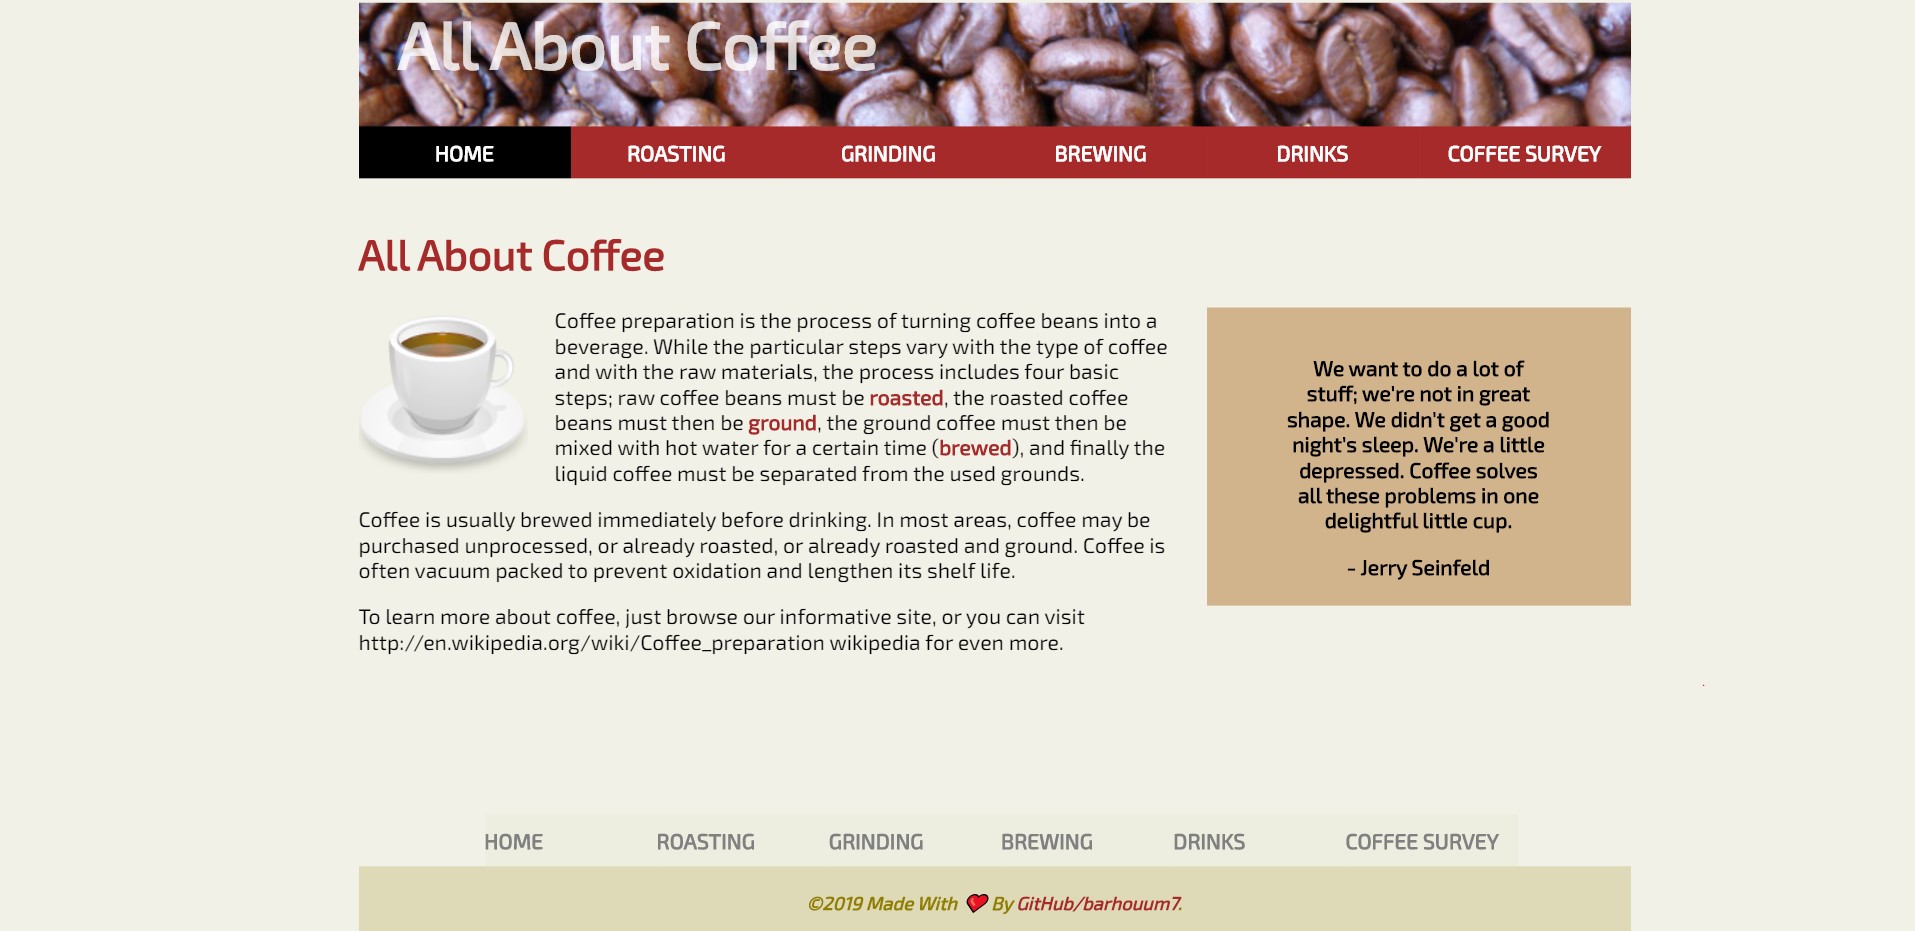 All About Coffee
HOME ROASTING GRINDING BREWING DRINKS COFFEE SURVEY
All About Coffee
Coffee preparation is the process of turning coffee beans into a
beverage. While the particular steps vary with the type of coffee
and with the raw materials, the process includes four basic
steps; raw coffee beans must be roasted, the roasted coffee
beans must then be ground, the ground coffee must then be
mixed with hot water for a certain time (brewed), and finally the
liquid coffee must be separated from the used grounds.
Coffee is usually brewed immediately before drinking. In most areas, coffee may be
purchased unprocessed, or already roasted, or already roasted and ground. Coffee is
often vacuum packed to prevent oxidation and lengthen its shelf life.
To learn more about coffee, just browse our informative site, or you can visit
http://en.wikipedia.org/wiki/Coffee_preparation wikipedia for even more.
We want to do a lot of
stuff; we're not in great
shape. We didn't get a good
night's sleep. We're a little
depressed. Coffee solves
all these problems in one
delightful little cup.
- Jerry Seinfeld
HOME ROASTING GRINDING BREWING DRINKS COFFEE SURVEY
©2019 Made With ❤ By GitHub/barhouum7.